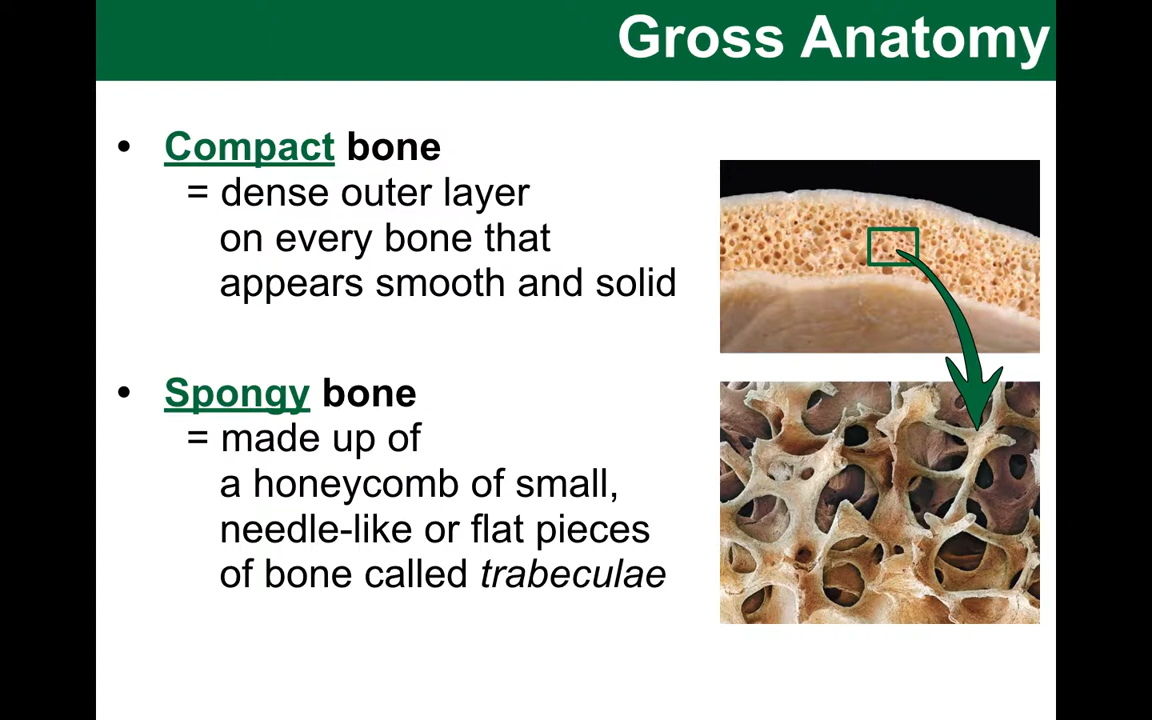 Gross Anatomy
• Compact bone
= dense outer layer
on every bone that
appears smooth and solid
• Spongy bone
= made up of
a honeycomb of small,
needle-like or flat pieces
of bone called trabeculae